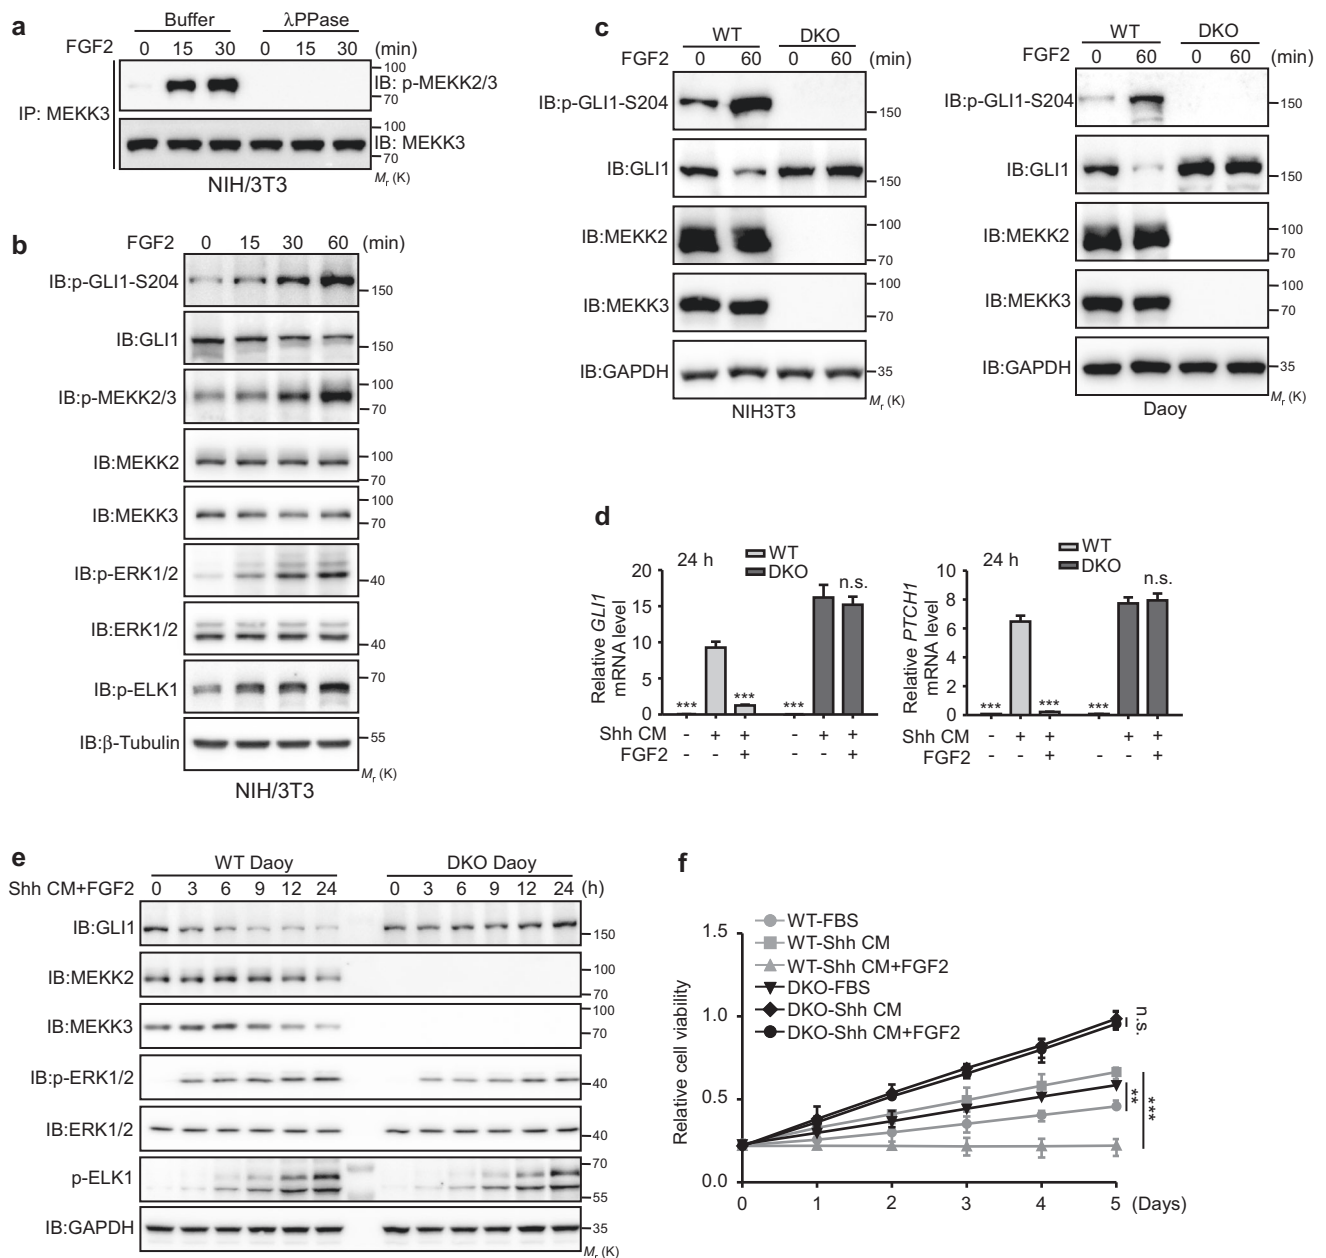 a
Buffer λPPase
FGF2 0 15 30 0 15 30 (min)
IP: MEKK3
100
IB: p-MEKK2/3
70
100
IB: MEKK3
70
Mr (K)
NIH/3T3
b
FGF2 0 15 30 60 (min)
IB:p-GLI1-S204
150
IB:GLI1
150
IB:p-MEKK2/3
100
70
IB:MEKK2
100
70
IB:MEKK3
100
70
IB:p-ERK1/2
40
IB:ERK1/2
40
IB:p-ELK1
70
IB:β-Tubulin
55
Mr (K)
NIH/3T3
c
WT DKO
FGF2 0 60 0 60 (min)
IB:p-GLI1-S204
150
IB:GLI1
150
IB:MEKK2
100
70
IB:MEKK3
100
70
IB:GAPDH
35
Mr (K)
NIH3T3
WT DKO
FGF2 0 60 0 60 (min)
IB:p-GLI1-S204
150
IB:GLI1
150
IB:MEKK2
100
70
IB:MEKK3
100
70
IB:GAPDH
35
Mr (K)
Daoy
d
24 h
WT
DKO
Relative GLI1
mRNA level
20
15
10
5
0
*** *** *** n.s.
Shh CM - + + - + +
FGF2 - - + - - +
24 h
WT
DKO
Relative PTCH1
mRNA level
10
8
6
4
2
0
*** *** *** n.s.
Shh CM - + + - + +
FGF2 - - + - - +
e
WT Daoy DKO Daoy
Shh CM+FGF2 0 3 6 9 12 24 0 3 6 9 12 24 (h)
IB:GLI1
150
IB:MEKK2
100
70
IB:MEKK3
100
70
IB:p-ERK1/2
40
IB:ERK1/2
40
p-ELK1
70
55
IB:GAPDH
35
Mr (K)
f
WT-FBS
WT-Shh CM
WT-Shh CM+FGF2
DKO-FBS
DKO-Shh CM
DKO-Shh CM+FGF2
Relative cell viability
1.5
1.0
0.5
0.0
n.s.
**
***
0 1 2 3 4 5 (Days)